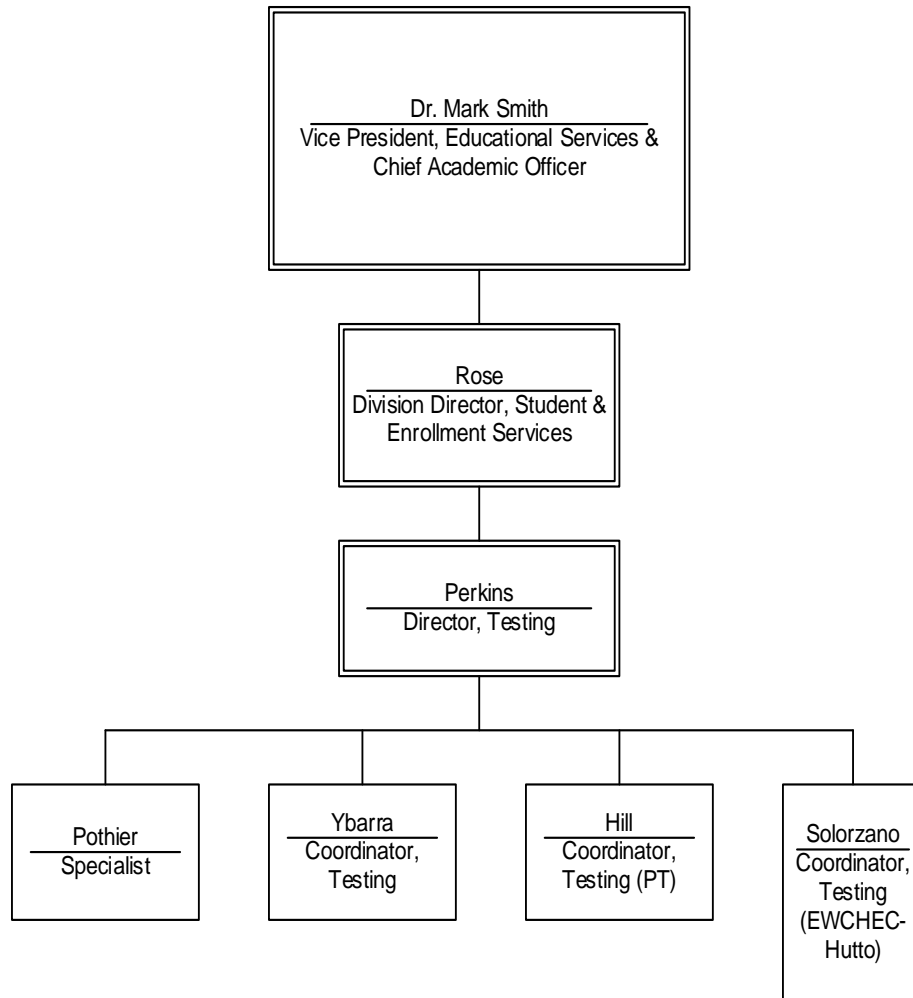 Dr. Mark Smith
Vice President, Educational Services &
Chief Academic Officer
Rose
Division Director, Student &
Enrollment Services
Perkins
Director, Testing
Pothier
Specialist
Ybarra
Coordinator,
Testing
Hill
Coordinator,
Testing (PT)
Solorzano
Coordinator,
Testing
(EWCHEC-
Hutto)